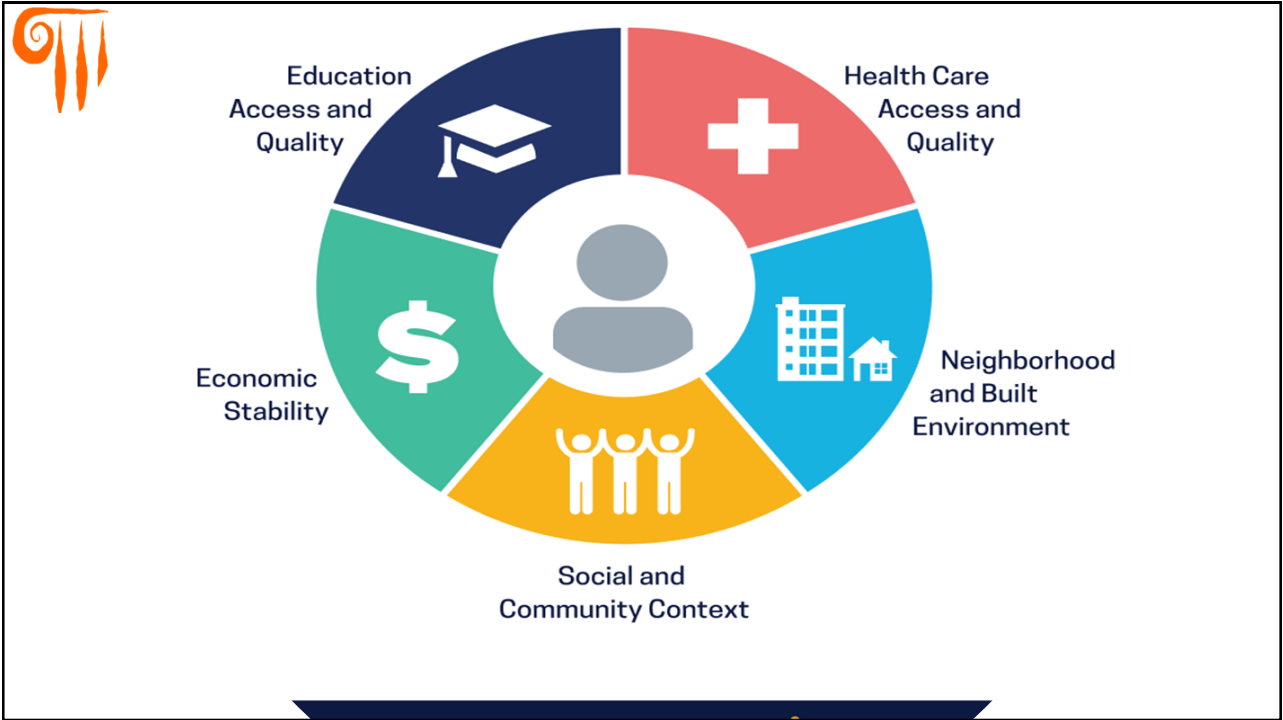 Education
Access and
Quality
Health Care
Access and
Quality
Economic
Stability
Neighborhood
and Built
Environment
Social and
Community Context